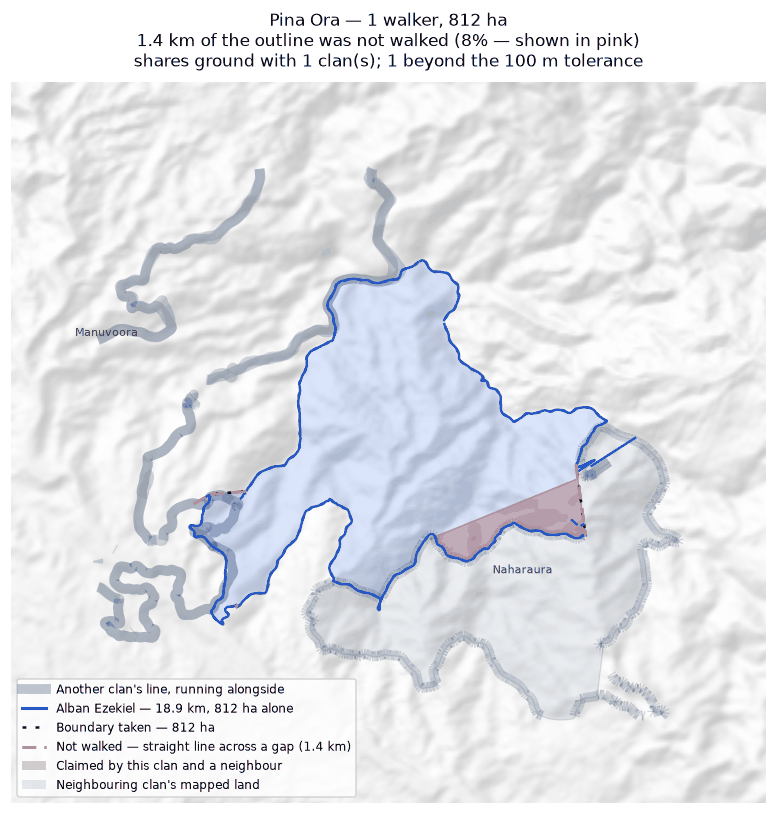 Pina Ora — 1 walker, 812 ha
1.4 km of the outline was not walked (8% — shown in pink)
shares ground with 1 clan(s); 1 beyond the 100 m tolerance
Manuvoora
Naharaura
Another clan's line, running alongside
Alban Ezekiel — 18.9 km, 812 ha alone
Boundary taken — 812 ha
Not walked — straight line across a gap (1.4 km)
Claimed by this clan and a neighbour
Neighbouring clan's mapped land